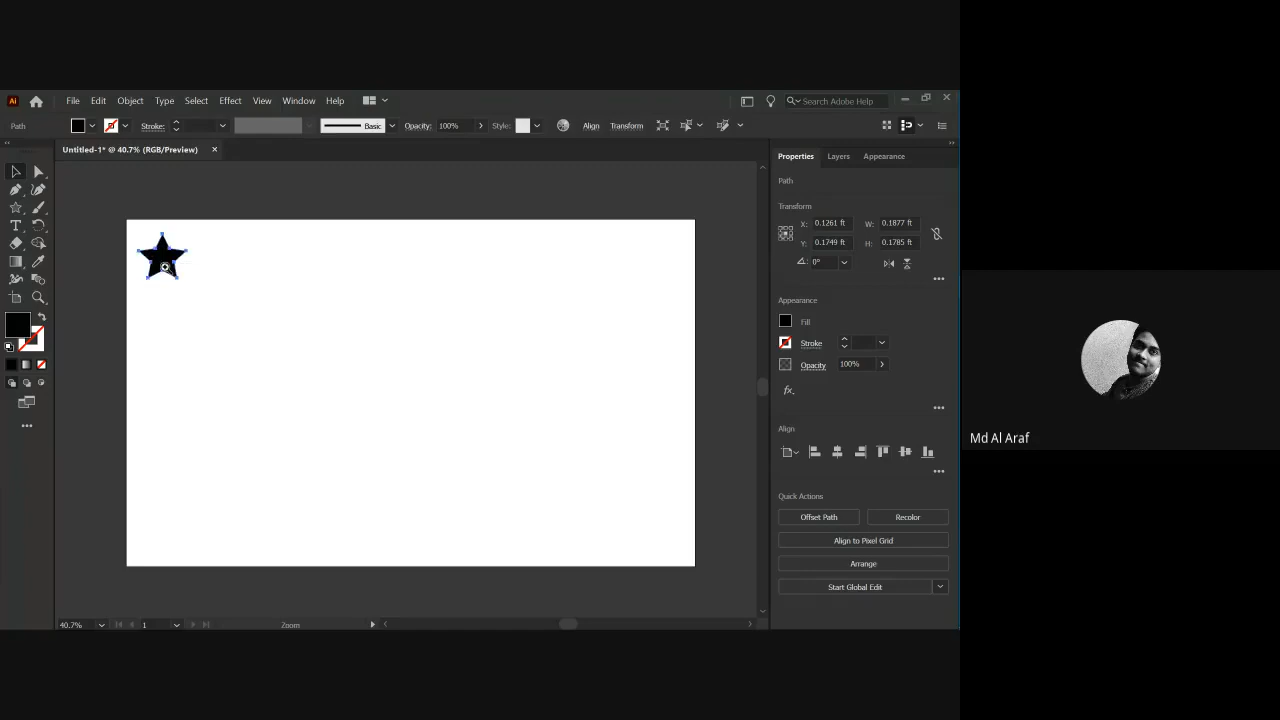 Ai File Edit Object Type Select Effect View Window Help Search Adobe Help
Path Stroke: Basic Opacity: 100% Style: Align Transform
Untitled-1* @ 40.7% (RGB/Preview)
Properties Layers Appearance
Path
Transform
X: 0.1261 ft W: 0.1877 ft
Y: 0.1749 ft H: 0.1785 ft
0°
Appearance
Fill
Stroke
Opacity 100%
fx.
Align
Quick Actions
Offset Path Recolor
Align to Pixel Grid
Arrange
Start Global Edit
40.7% 1 Zoom
Md Al Araf